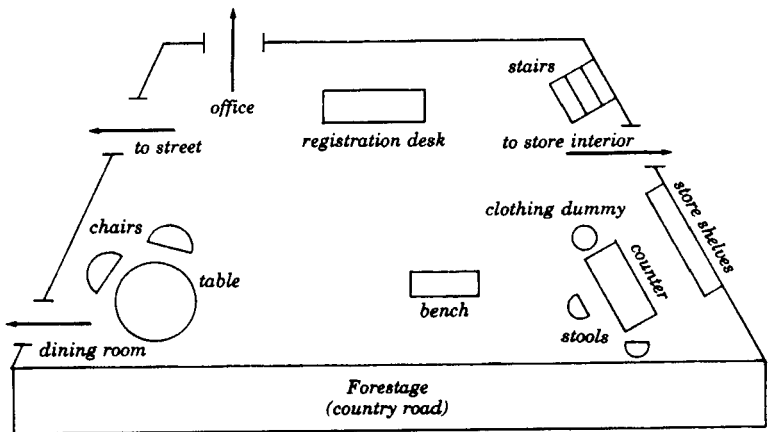 stairs
office
to street
registration desk
to store interior
store shelves
clothing dummy
chairs
counter
table
bench
stools
dining room
Forestage
(country road)